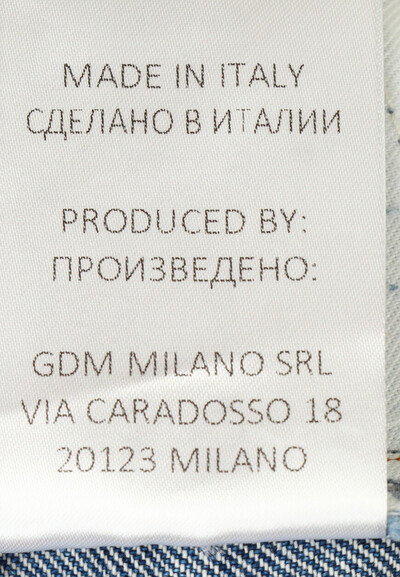 MADE IN ITALY
СДЕЛАНО В ИТАЛИИ
PRODUCED BY:
ПРОИЗВЕДЕНО:
GDM MILANO SRL
VIA CARADOSSO 18
20123 MILANO